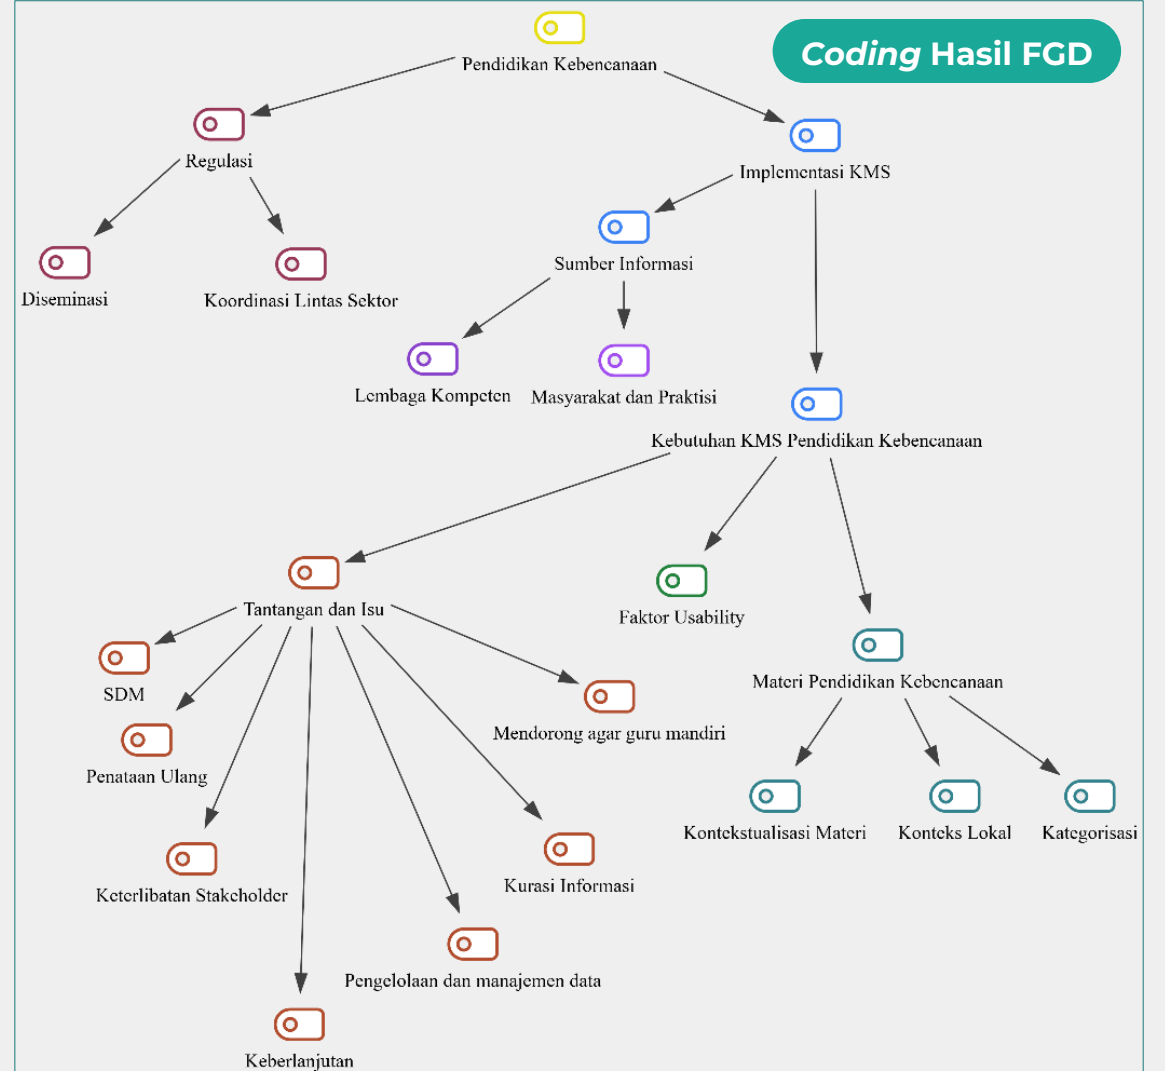 Coding Hasil FGD
Pendidikan Kebencanaan
Regulasi
Implementasi KMS
Sumber Informasi
Diseminasi
Koordinasi Lintas Sektor
Lembaga Kompeten
Masyarakat dan Praktisi
Kebutuhan KMS Pendidikan Kebencanaan
Tantangan dan Isu
Faktor Usability
Materi Pendidikan Kebencanaan
SDM
Mendorong agar guru mandiri
Penataan Ulang
Kontekstualisasi Materi
Konteks Lokal
Kategorisasi
Keterlibatan Stakeholder
Kurasi Informasi
Pengelolaan dan manajemen data
Keberlanjutan